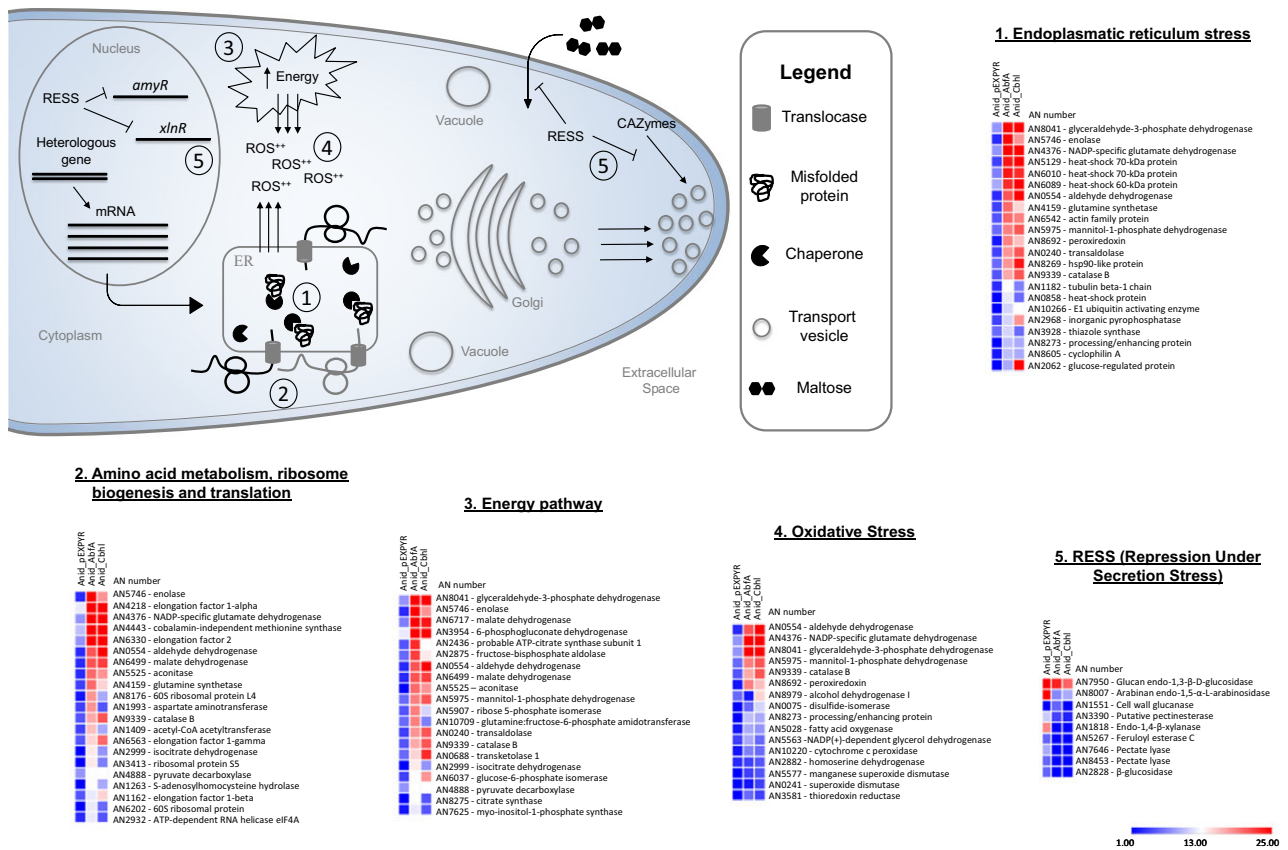 Nucleus
RESS
amyR
xlnR
5
Heterologous
gene
mRNA
Cytoplasm
3
Energy
ROS++
ROS++
ROS++
ROS++
4
ER
1
2
Vacuole
Golgi
Vacuole
RESS
5
CAZymes
Extracellular
Space
Legend
Translocase
Misfolded
protein
Chaperone
Transport
vesicle
Maltose
1. Endoplasmatic reticulum stress
Anid_pEXPYR
Anid_AbfA
Anid_CbhI
AN number
AN8041 - glyceraldehyde-3-phosphate dehydrogenase
AN5746 - enolase
AN4376 - NADP-specific glutamate dehydrogenase
AN5129 - heat-shock 70-kDa protein
AN6010 - heat-shock 70-kDa protein
AN6089 - heat-shock 60-kDa protein
AN0554 - aldehyde dehydrogenase
AN4159 - glutamine synthetase
AN6542 - actin family protein
AN5975 - mannitol-1-phosphate dehydrogenase
AN8692 - peroxiredoxin
AN0240 - transaldolase
AN8269 - hsp90-like protein
AN9339 - catalase B
AN1182 - tubulin beta-1 chain
AN0858 - heat-shock protein
AN10266 - E1 ubiquitin activating enzyme
AN2968 - inorganic pyrophosphatase
AN3928 - thiazole synthase
AN8273 - processing/enhancing protein
AN8605 - cyclophilin A
AN2062 - glucose-regulated protein
2. Amino acid metabolism, ribosome
biogenesis and translation
Anid_pEXPYR
Anid_AbfA
Anid_CbhI
AN number
AN5746 - enolase
AN4218 - elongation factor 1-alpha
AN4376 - NADP-specific glutamate dehydrogenase
AN4443 - cobalamin-independent methionine synthase
AN6330 - elongation factor 2
AN0554 - aldehyde dehydrogenase
AN6499 - malate dehydrogenase
AN5525 - aconitase
AN4159 - glutamine synthetase
AN8176 - 60S ribosomal protein L4
AN1993 - aspartate aminotransferase
AN9339 - catalase B
AN1409 - acetyl-CoA acetyltransferase
AN6563 - elongation factor 1-gamma
AN2999 - isocitrate dehydrogenase
AN3413 - ribosomal protein S5
AN4888 - pyruvate decarboxylase
AN1263 - S-adenosylhomocysteine hydrolase
AN1162 - elongation factor 1-beta
AN6202 - 60S ribosomal protein
AN2932 - ATP-dependent RNA helicase eIF4A
3. Energy pathway
Anid_pEXPYR
Anid_AbfA
Anid_CbhI
AN number
AN8041 - glyceraldehyde-3-phosphate dehydrogenase
AN5746 - enolase
AN6717 - malate dehydrogenase
AN3954 - 6-phosphogluconate dehydrogenase
AN2436 - probable ATP-citrate synthase subunit 1
AN2875 - fructose-bisphosphate aldolase
AN0554 - aldehyde dehydrogenase
AN6499 - malate dehydrogenase
AN5525 – aconitase
AN5975 - mannitol-1-phosphate dehydrogenase
AN5907 - ribose 5-phosphate isomerase
AN10709 - glutamine:fructose-6-phosphate amidotransferase
AN0240 - transaldolase
AN9339 - catalase B
AN0688 - transketolase 1
AN2999 - isocitrate dehydrogenase
AN6037 - glucose-6-phosphate isomerase
AN4888 - pyruvate decarboxylase
AN8275 - citrate synthase
AN7625 - myo-inositol-1-phosphate synthase
4. Oxidative Stress
Anid_pEXPYR
Anid_AbfA
Anid_CbhI
AN number
AN0554 - aldehyde dehydrogenase
AN4376 - NADP-specific glutamate dehydrogenase
AN8041 - glyceraldehyde-3-phosphate dehydrogenase
AN5975 - mannitol-1-phosphate dehydrogenase
AN9339 - catalase B
AN8692 - peroxiredoxin
AN8979 - alcohol dehydrogenase I
AN0075 - disulfide-isomerase
AN8273 - processing/enhancing protein
AN5028 - fatty acid oxygenase
AN5563 -NADP(+)-dependent glycerol dehydrogenase
AN10220 - cytochrome c peroxidase
AN2882 - homoserine dehydrogenase
AN5577 - manganese superoxide dismutase
AN0241 - superoxide dismutase
AN3581 - thioredoxin reductase
5. RESS (Repression Under
Secretion Stress)
Anid_pEXPYR
Anid_AbfA
Anid_CbhI
AN number
AN7950 - Glucan endo-1,3-β-D-glucosidase
AN8007 - Arabinan endo-1,5-α-L-arabinosidase
AN1551 - Cell wall glucanase
AN3390 - Putative pectinesterase
AN1818 - Endo-1,4-β-xylanase
AN5267 - Feruloyl esterase C
AN7646 - Pectate lyase
AN8453 - Pectate lyase
AN2828 - β-glucosidase
1.00 13.00 25.00